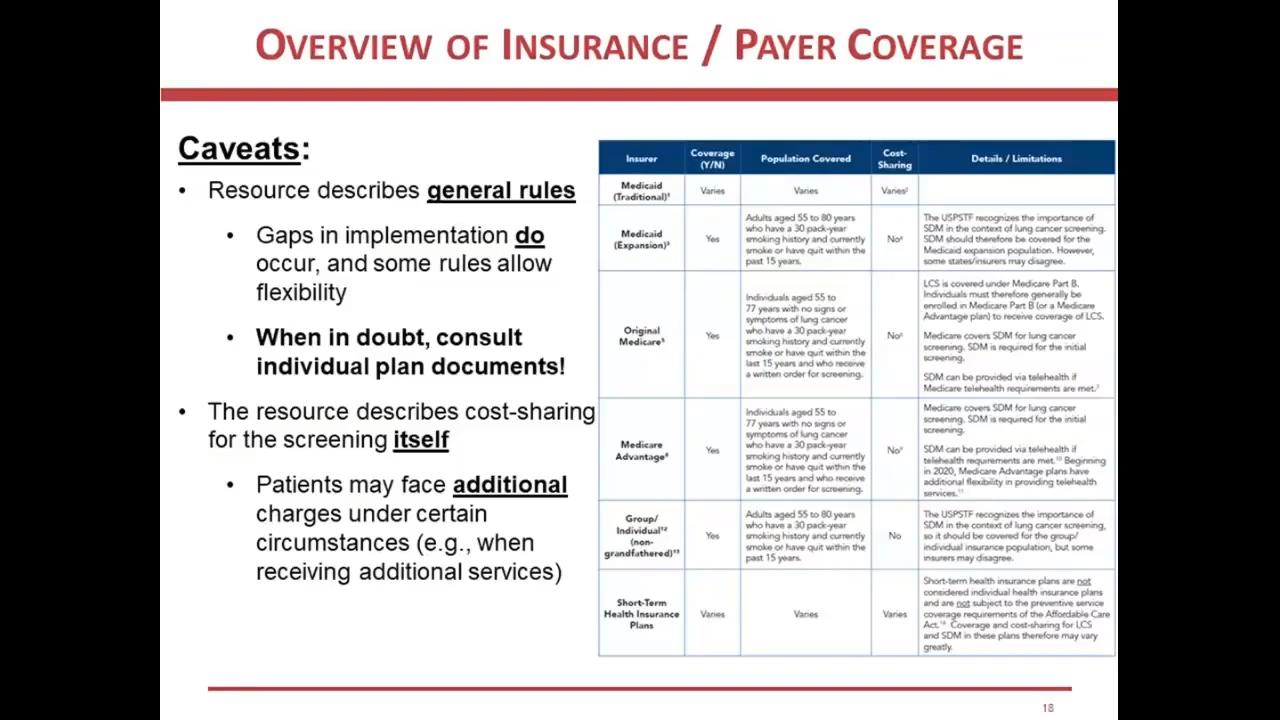 OVERVIEW OF INSURANCE / PAYER COVERAGE
Caveats:
• Resource describes general rules
• Gaps in implementation do
occur, and some rules allow
flexibility
• When in doubt, consult
individual plan documents!
• The resource describes cost-sharing
for the screening itself
• Patients may face additional
charges under certain
circumstances (e.g., when
receiving additional services)
Insurer
Coverage
(Y/N)
Population Covered
Cost-
Sharing
Details / Limitations
Medicaid
(Traditional)¹
Varies
Varies
Varies²
Medicaid
(Expansion)³
Yes
Adults aged 55 to 80 years
who have a 30 pack-year
smoking history and currently
smoke or have quit within the
past 15 years.
No⁴
The USPSTF recognizes the importance of
SDM in the context of lung cancer screening.
SDM should therefore be covered for the
Medicaid expansion population. However,
some states/insurers may disagree.
Original
Medicare⁵
Yes
Individuals aged 55 to
77 years with no signs or
symptoms of lung cancer
who have a 30 pack-year
smoking history and currently
smoke or have quit within the
last 15 years and who receive
a written order for screening.
No⁶
LCS is covered under Medicare Part B.
Individuals must therefore generally be
enrolled in Medicare Part B (or a Medicare
Advantage plan) to receive coverage of LCS.
Medicare covers SDM for lung cancer
screening. SDM is required for the initial
screening.
SDM can be provided via telehealth if
Medicare telehealth requirements are met.⁷
Medicare
Advantage⁸
Yes
Individuals aged 55 to
77 years with no signs or
symptoms of lung cancer
who have a 30 pack-year
smoking history and currently
smoke or have quit within the
last 15 years and who receive
a written order for screening.
No⁹
Medicare covers SDM for lung cancer
screening. SDM is required for the initial
screening.
SDM can be provided via telehealth if
telehealth requirements are met.¹⁰ Beginning
in 2020, Medicare Advantage plans have
additional flexibility in providing telehealth
services.¹¹
Group/
Individual¹²
(non-
grandfathered)¹³
Yes
Adults aged 55 to 80 years
who have a 30 pack-year
smoking history and currently
smoke or have quit within the
past 15 years.
No
The USPSTF recognizes the importance of
SDM in the context of lung cancer screening,
so it should be covered for the group/
individual insurance population, but some
insurers may disagree.
Short-Term
Health Insurance
Plans
Varies
Varies
Varies
Short-term health insurance plans are not
considered individual health insurance plans
and are not subject to the preventive service
coverage requirements of the Affordable Care
Act.¹⁴ Coverage and cost-sharing for LCS
and SDM in these plans therefore may vary
greatly.
18